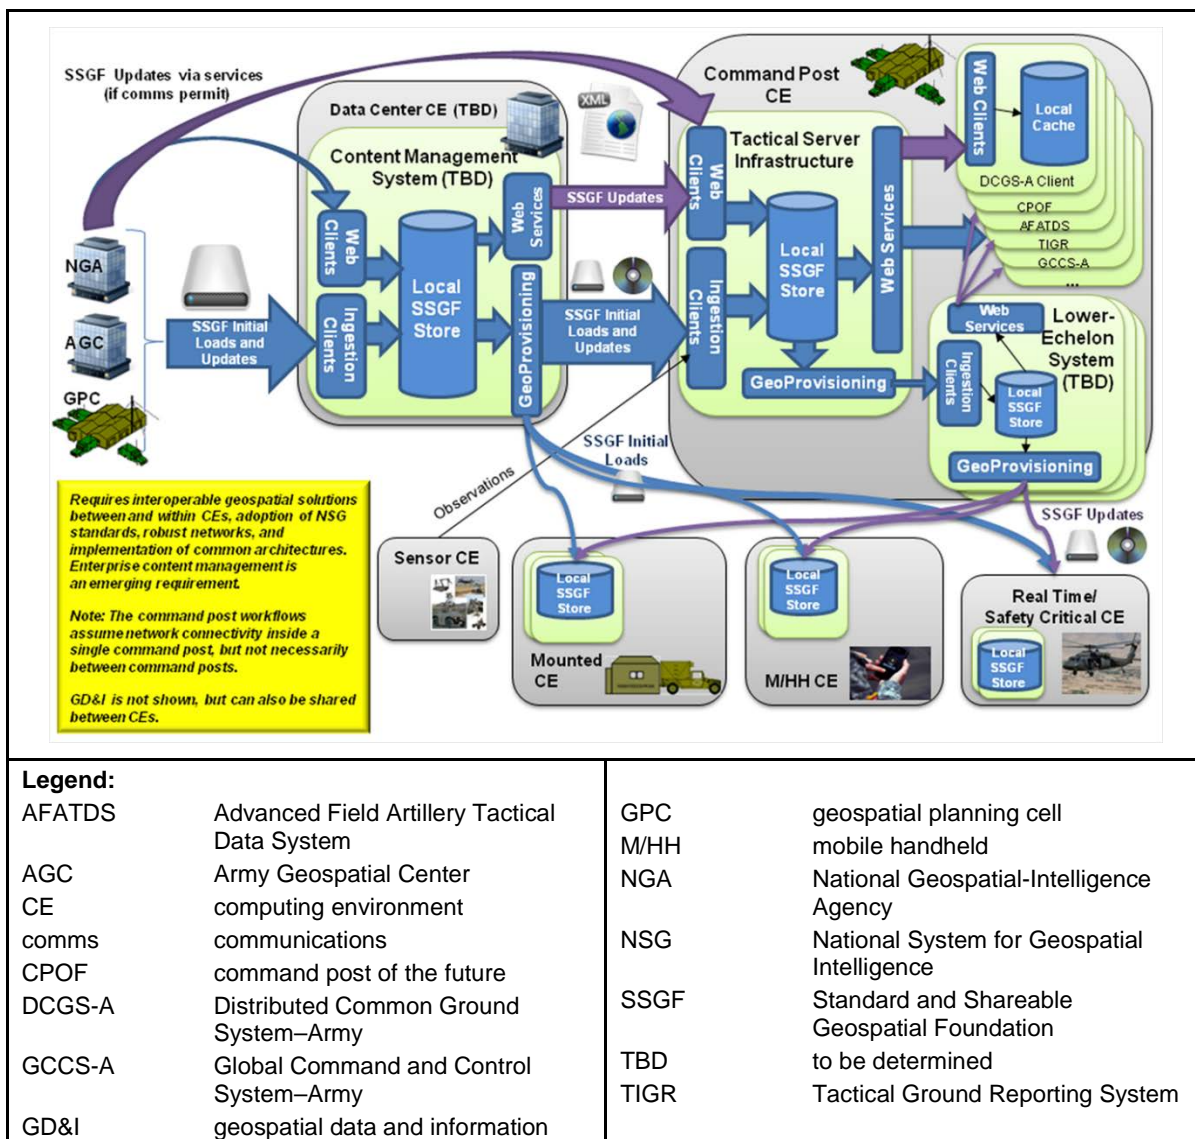 SSGF Updates via services
(if comms permit)
Data Center CE (TBD)
Content Management
System (TBD)
Web
Clients
Ingestion
Clients
Local
SSGF
Store
Web
Services
GeoProvisioning
NGA
AGC
GPC
SSGF Initial
Loads and
Updates
XML
SSGF Updates
SSGF Initial
Loads and
Updates
Command Post
CE
Tactical Server
Infrastructure
Web
Clients
Ingestion
Clients
Local
SSGF
Store
Web Services
GeoProvisioning
Web Clients
Local
Cache
DCGS-A Client
CPOF
AFATDS
TIGR
GCCS-A
...
Web
Services
Lower-
Echelon
System
(TBD)
Ingestion
Clients
Local
SSGF
Store
GeoProvisioning
SSGF Initial
Loads
Observations
SSGF Updates
Sensor CE
Local
SSGF
Store
Mounted
CE
Local
SSGF
Store
M/HH CE
Real Time/
Safety Critical CE
Local
SSGF
Store
Requires interoperable geospatial solutions
between and within CEs, adoption of NSG
standards, robust networks, and
implementation of common architectures.
Enterprise content management is
an emerging requirement.
Note: The command post workflows
assume network connectivity inside a
single command post, but not necessarily
between command posts.
GD&I is not shown, but can also be shared
between CEs.
Legend:
AFATDS Advanced Field Artillery Tactical
Data System
AGC Army Geospatial Center
CE computing environment
comms communications
CPOF command post of the future
DCGS-A Distributed Common Ground
System–Army
GCCS-A Global Command and Control
System–Army
GD&I geospatial data and information
GPC geospatial planning cell
M/HH mobile handheld
NGA National Geospatial-Intelligence
Agency
NSG National System for Geospatial
Intelligence
SSGF Standard and Shareable
Geospatial Foundation
TBD to be determined
TIGR Tactical Ground Reporting System